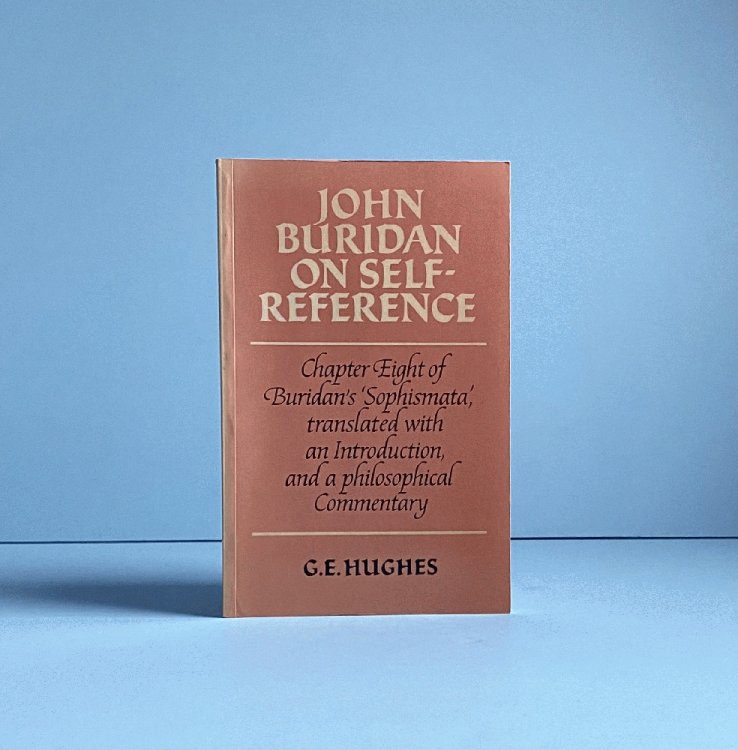 JOHN
BURIDAN
ON SELF-
REFERENCE
Chapter Eight of
Buridan's 'Sophismata',
translated with
an Introduction,
and a philosophical
Commentary
G.E. HUGHES